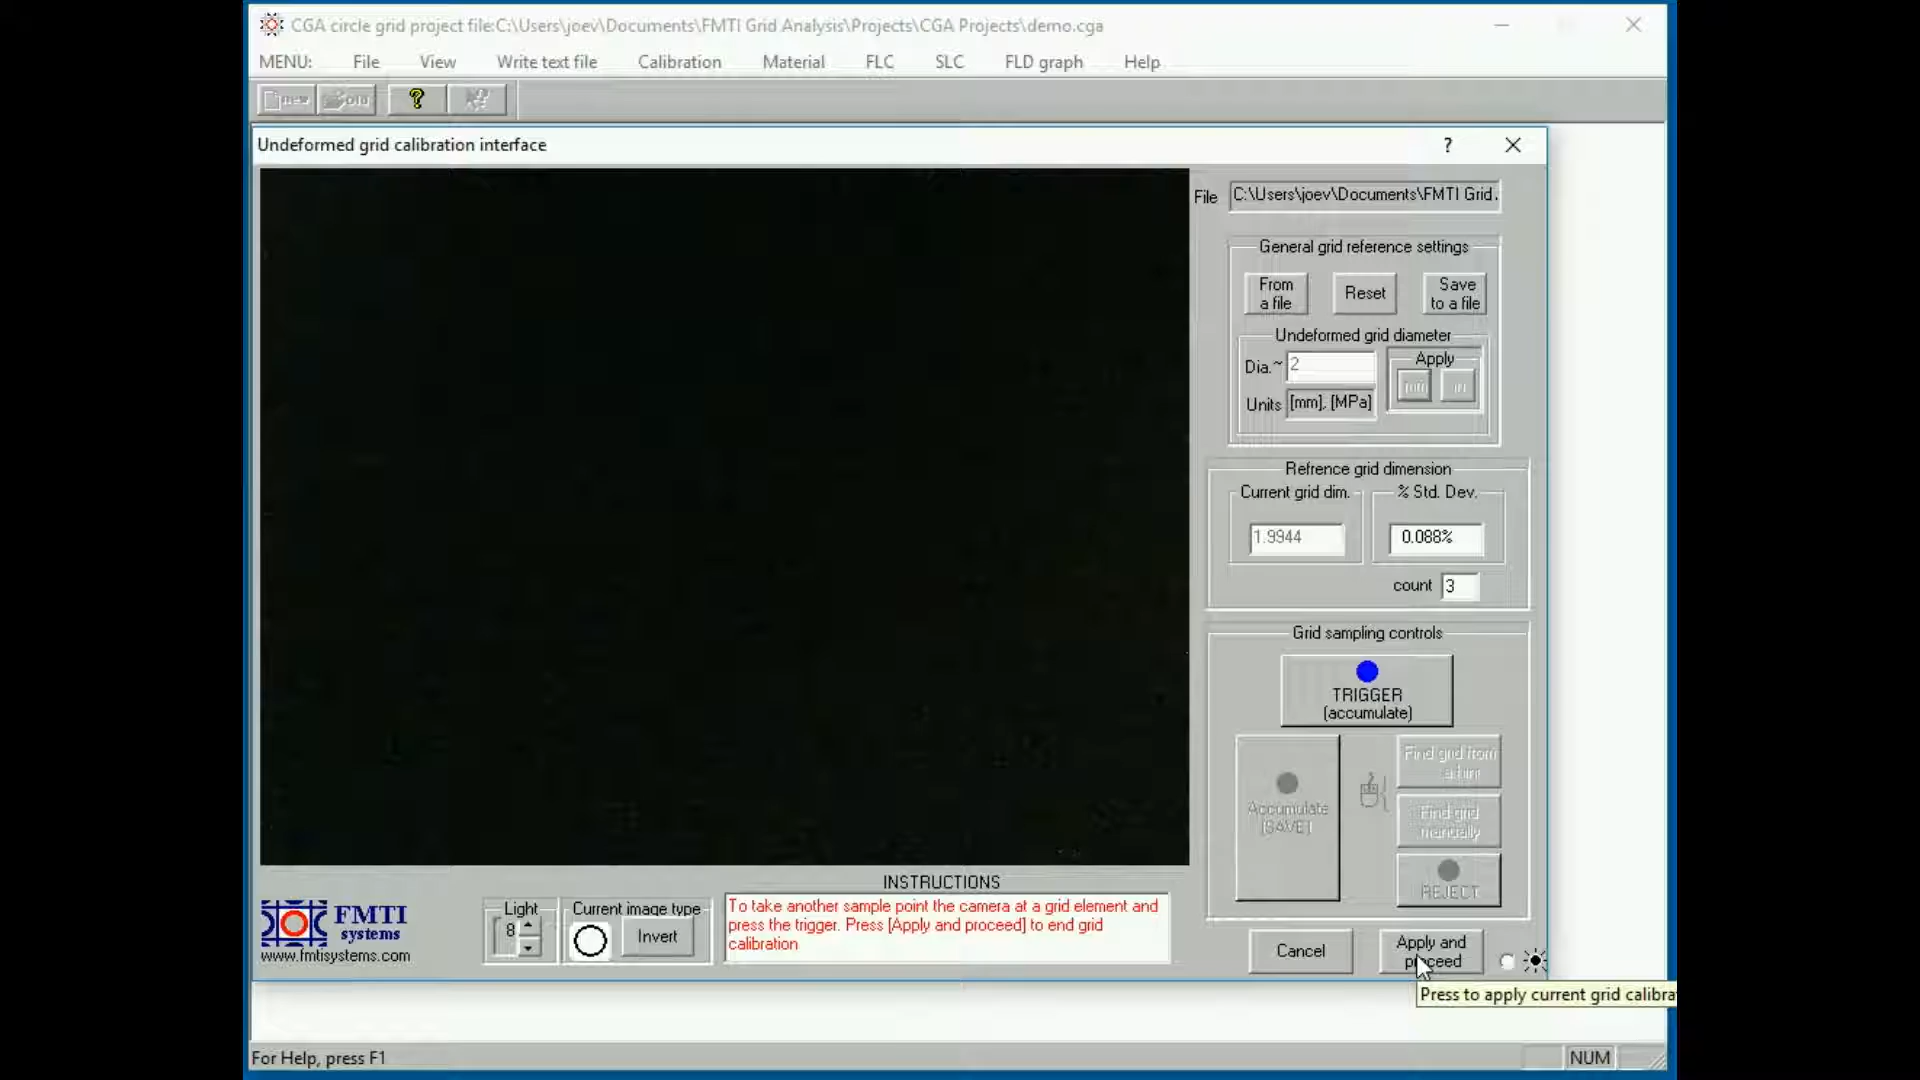 CGA circle grid project file:C:\Users\joev\Documents\FMTI Grid Analysis\Projects\CGA Projects\demo.cga
MENU: File View Write text file Calibration Material FLC SLC FLD graph Help
new
?
Undeformed grid calibration interface
?
File C:\Users\joev\Documents\FMTI Grid.
General grid reference settings
From a file
Reset
Save to a file
Undeformed grid diameter
Dia.~ 2
Apply
mm in
Units [mm], [MPa]
Refrence grid dimension
Current grid dim.
% Std. Dev.
1.9944
0.088%
count 3
Grid sampling controls
TRIGGER
(accumulate)
Accumulate
[SAVE]
Find grid from
a hint
Find grid
manually
REJECT
INSTRUCTIONS
To take another sample point the camera at a grid element and
press the trigger. Press [Apply and proceed] to end grid
calibration
FMTI
systems
www.fmtisystems.com
Light
8
Current image type
Invert
Cancel
Apply and
proceed
Press to apply current grid calibra
For Help, press F1
NUM